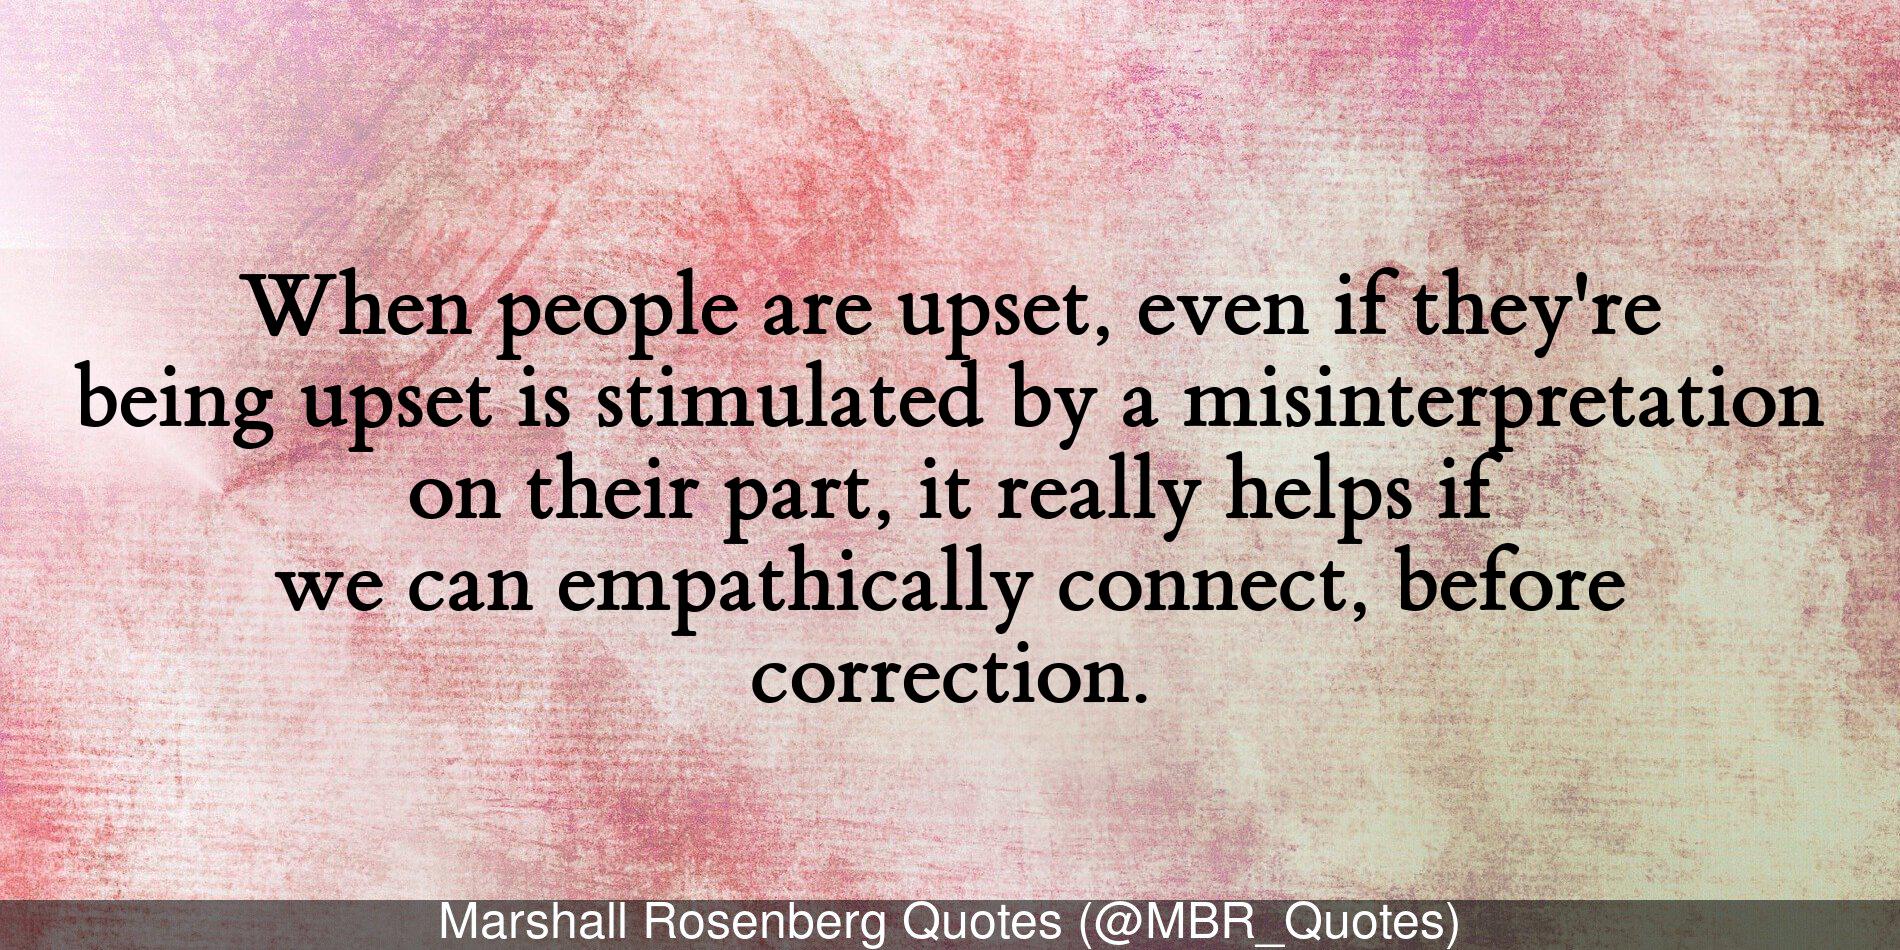 When people are upset, even if they're
being upset is stimulated by a misinterpretation
on their part, it really helps if
we can empathically connect, before
correction.
Marshall Rosenberg Quotes (@MBR_Quotes)